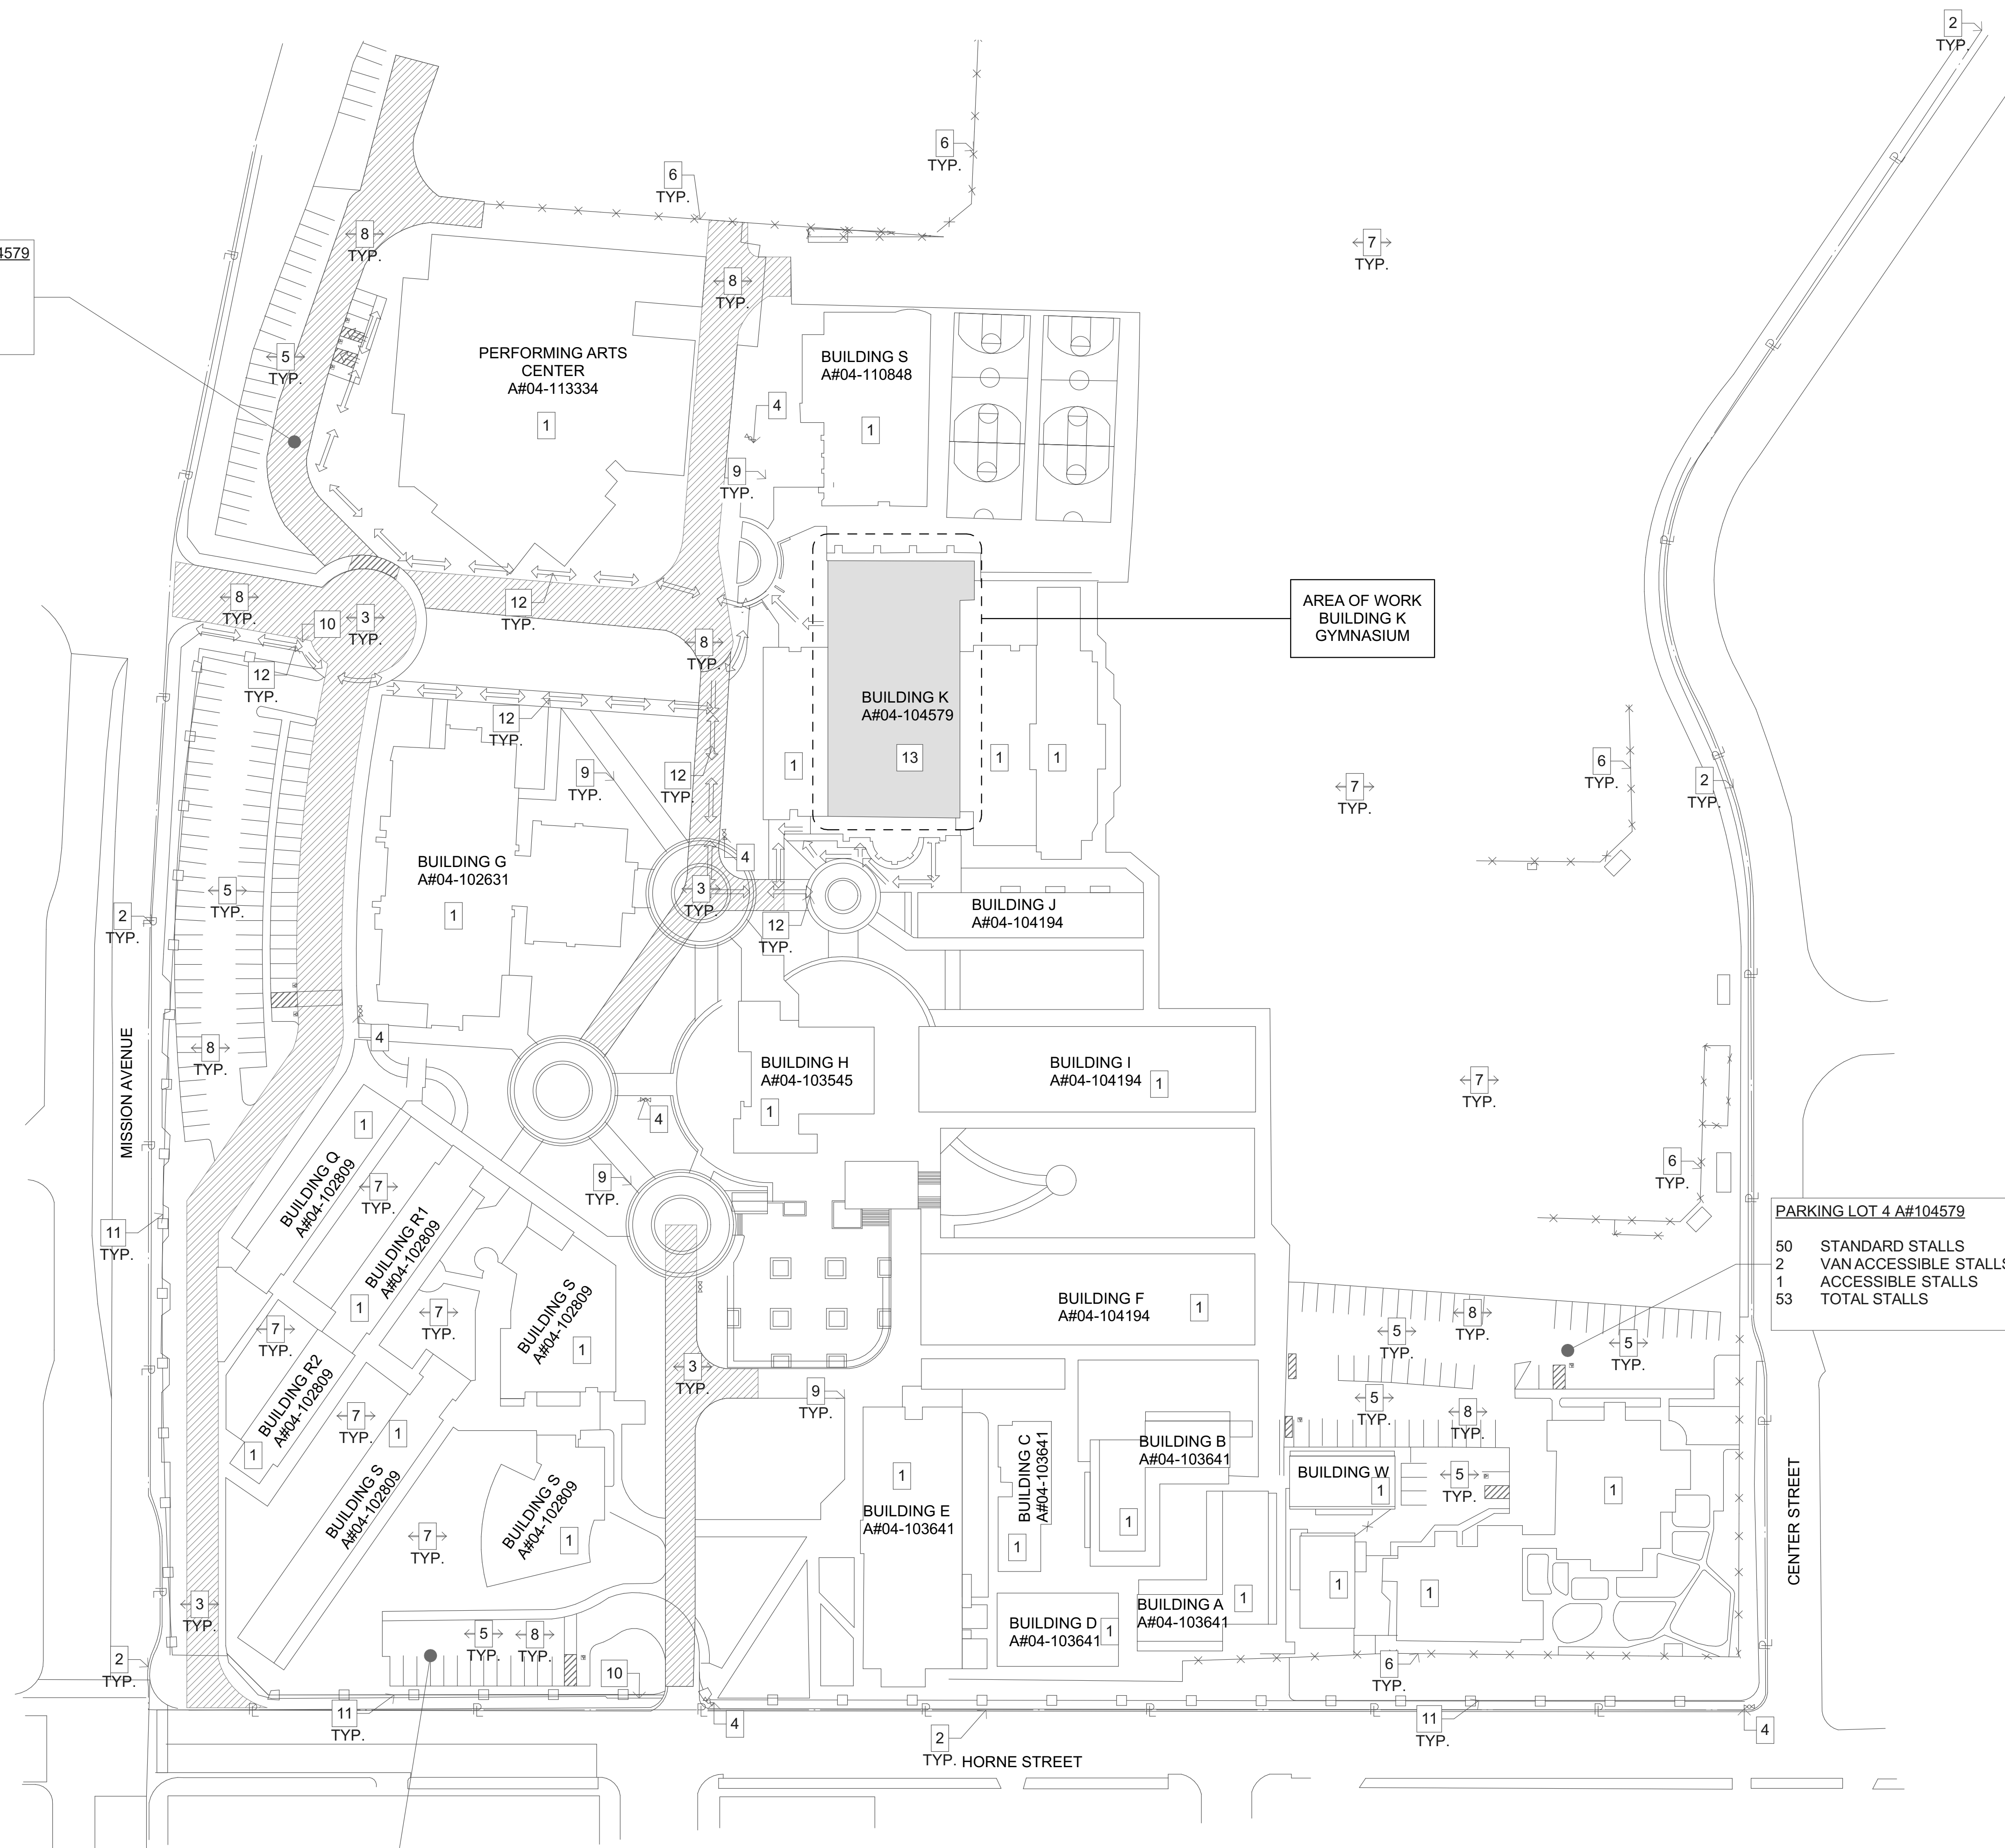 2
TYP.
6
TYP.
6
TYP.
4579
8
TYP.
7
TYP.
8
TYP.
5
TYP.
PERFORMING ARTS
CENTER
A#04-113334
1
BUILDING S
A#04-110848
1
4
9
TYP.
8
TYP.
10
3
TYP.
12
TYP.
12
TYP.
8
TYP.
AREA OF WORK
BUILDING K
GYMNASIUM
BUILDING K
A#04-104579
13
1
1
1
12
TYP.
9
TYP.
12
TYP.
7
TYP.
6
TYP.
2
TYP.
BUILDING G
A#04-102631
1
4
3
TYP.
12
TYP.
BUILDING J
A#04-104194
5
TYP.
2
TYP.
4
8
TYP.
MISSION AVENUE
BUILDING H
A#04-103545
1
BUILDING I
A#04-104194
1
7
TYP.
4
1
BUILDING Q
A#04-102809
7
TYP.
BUILDING R1
A#04-102809
1
9
TYP.
6
TYP.
11
TYP.
PARKING LOT 4 A#104579
50 STANDARD STALLS
2 VAN ACCESSIBLE STALLS
1 ACCESSIBLE STALLS
53 TOTAL STALLS
7
TYP.
7
TYP.
BUILDING S
A#04-102809
1
BUILDING F
A#04-104194
1
8
TYP.
5
TYP.
5
TYP.
BUILDING R2
A#04-102809
1
7
TYP.
1
3
TYP.
9
TYP.
5
TYP.
8
TYP.
BUILDING S
A#04-102809
BUILDING S
A#04-102809
1
7
TYP.
BUILDING E
A#04-103641
1
BUILDING C
A#04-103641
1
BUILDING B
A#04-103641
1
BUILDING W
1
5
TYP.
1
CENTER STREET
1
1
3
TYP.
BUILDING D
A#04-103641
1
BUILDING A
A#04-103641
1
5
TYP.
8
TYP.
2
TYP.
10
6
TYP.
11
TYP.
4
2
TYP.
HORNE STREET
11
TYP.
4